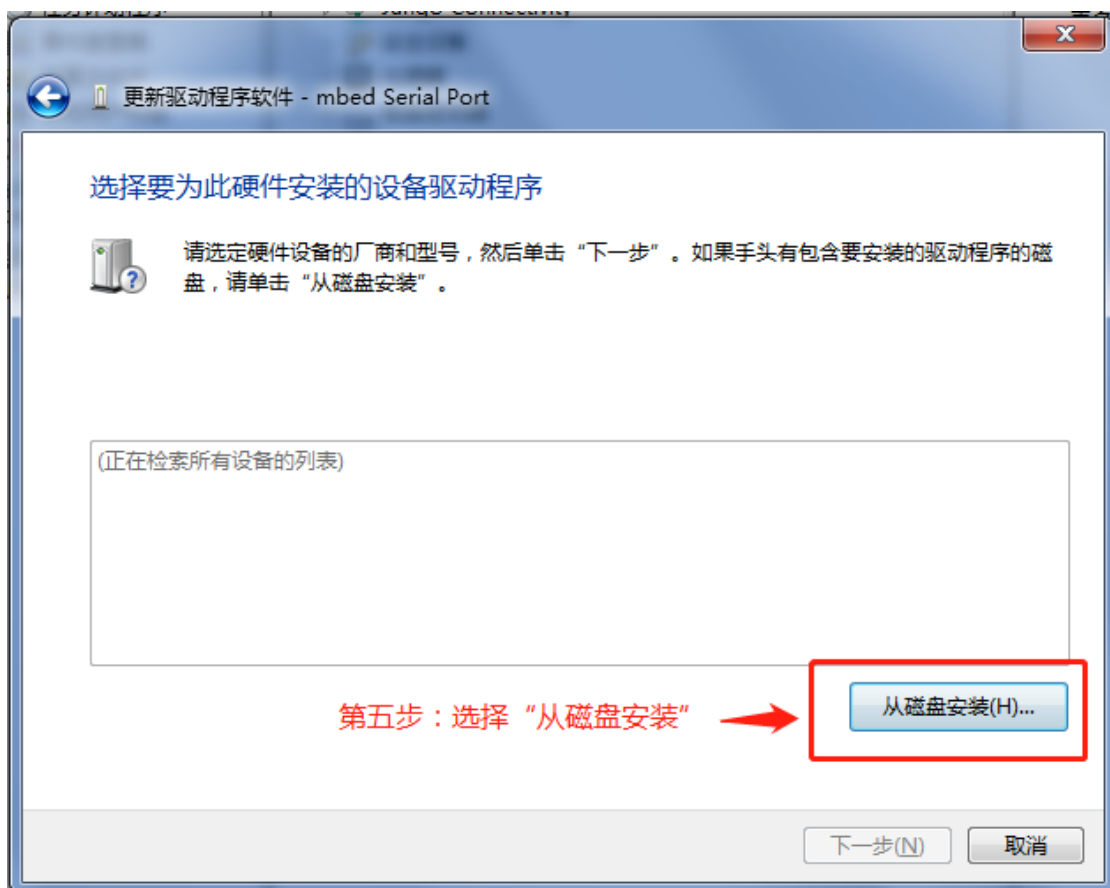 更新驱动程序软件 - mbed Serial Port
选择要为此硬件安装的设备驱动程序
请选定硬件设备的厂商和型号，然后单击“下一步”。如果手头有包含要安装的驱动程序的磁
盘，请单击“从磁盘安装”。
(正在检索所有设备的列表)
第五步：选择“从磁盘安装”
从磁盘安装(H)...
下一步(N)
取消